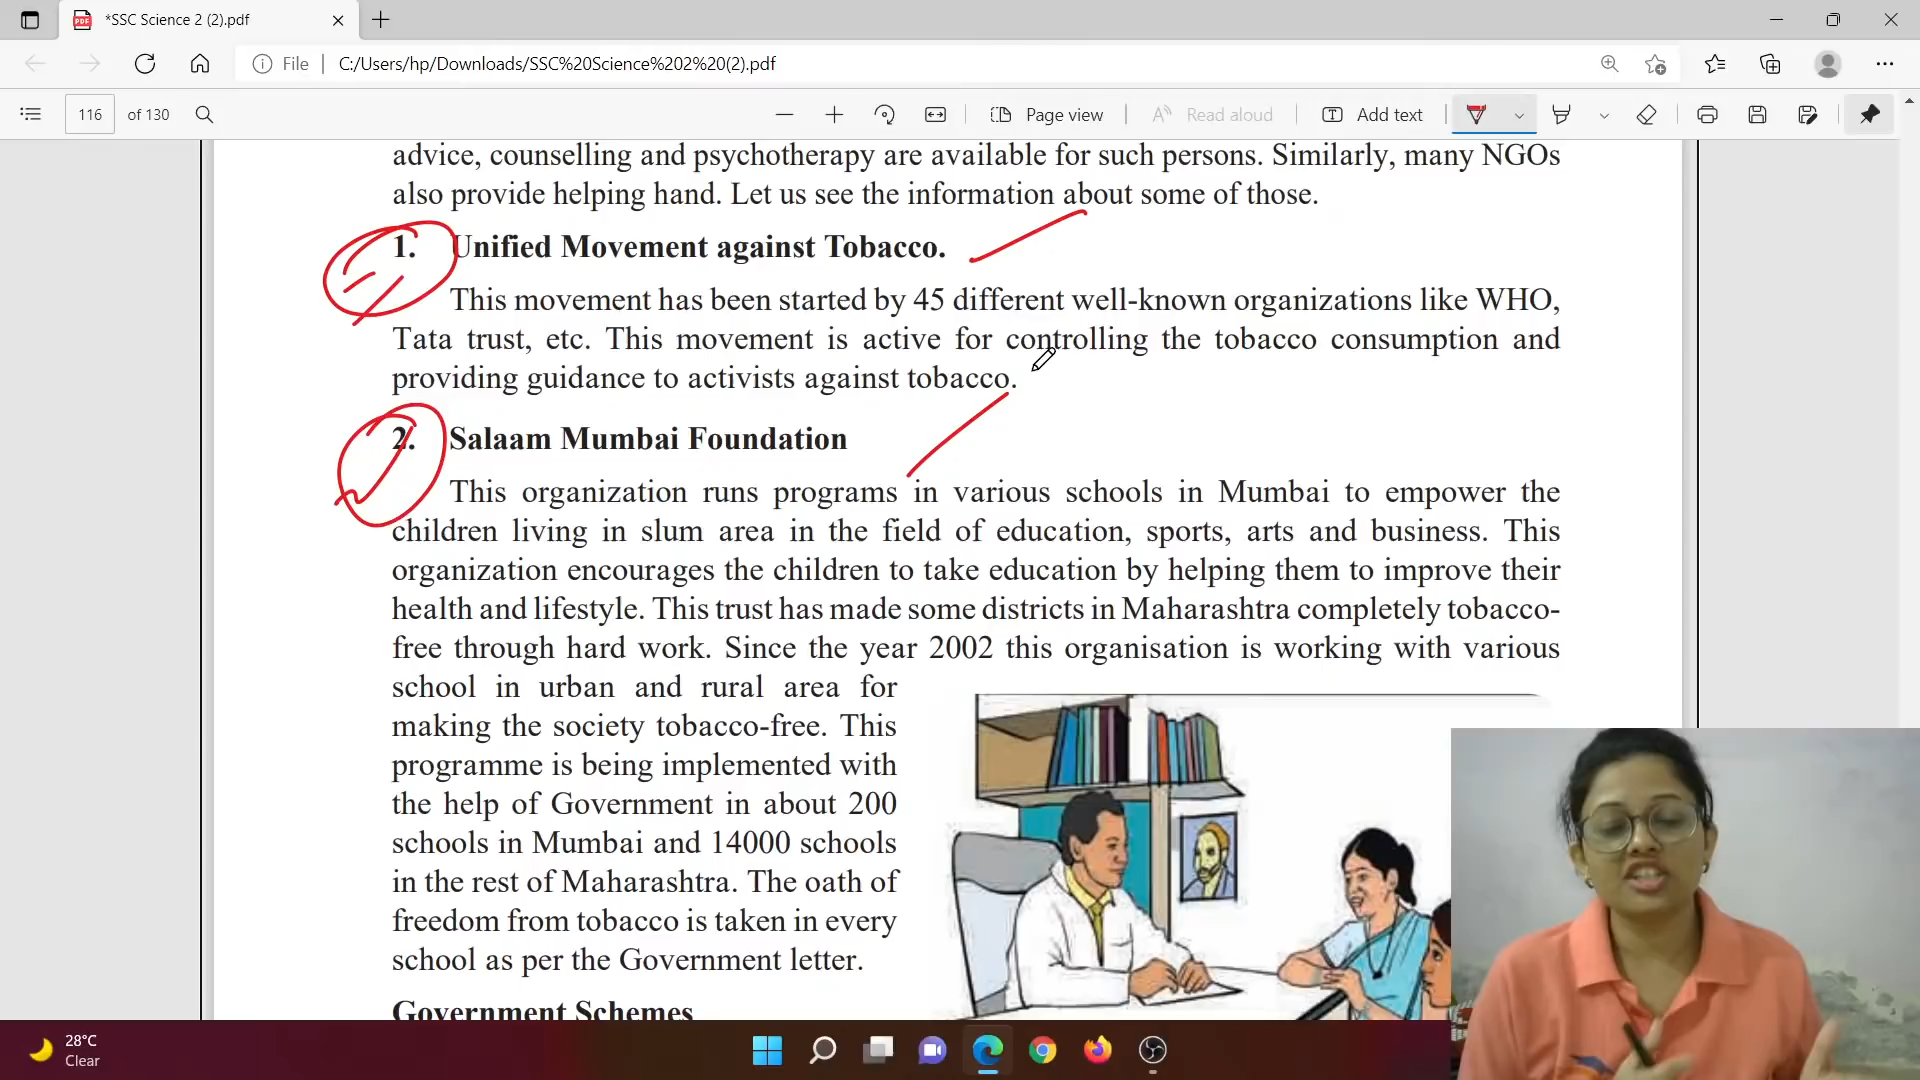 *SSC Science 2 (2).pdf
File
C:/Users/hp/Downloads/SSC%20Science%202%20(2).pdf
116 of 130
Page view
Read aloud
Add text
advice, counselling and psychotherapy are available for such persons. Similarly, many NGOs
also provide helping hand. Let us see the information about some of those.
1. Unified Movement against Tobacco.
This movement has been started by 45 different well-known organizations like WHO,
Tata trust, etc. This movement is active for controlling the tobacco consumption and
providing guidance to activists against tobacco.
2. Salaam Mumbai Foundation
This organization runs programs in various schools in Mumbai to empower the
children living in slum area in the field of education, sports, arts and business. This
organization encourages the children to take education by helping them to improve their
health and lifestyle. This trust has made some districts in Maharashtra completely tobacco-
free through hard work. Since the year 2002 this organisation is working with various
school in urban and rural area for
making the society tobacco-free. This
programme is being implemented with
the help of Government in about 200
schools in Mumbai and 14000 schools
in the rest of Maharashtra. The oath of
freedom from tobacco is taken in every
school as per the Government letter.
Government Schemes
28°C
Clear